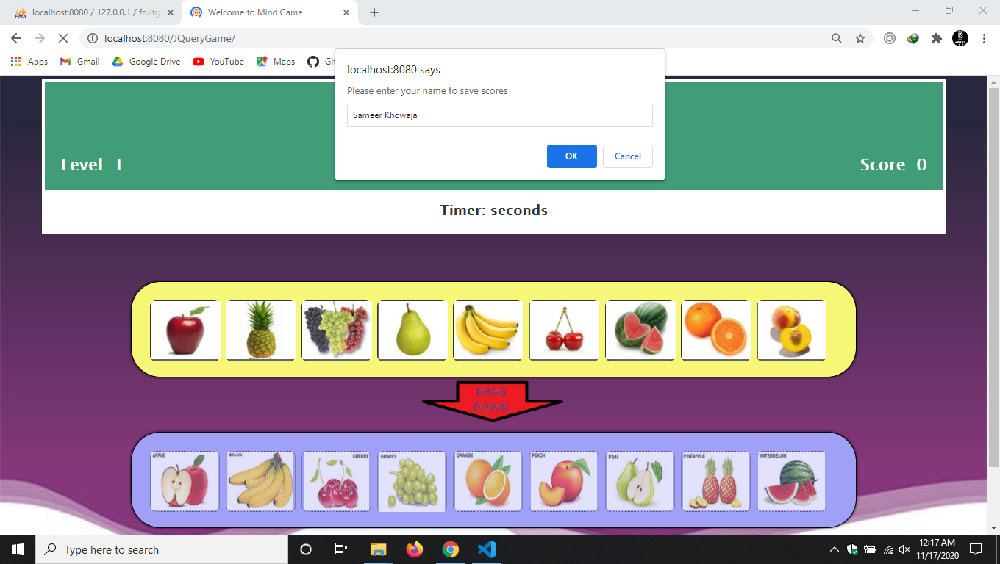 localhost:8080 / 127.0.0.1 / fruitg
Welcome to Mind Game
localhost:8080/JQueryGame/
Apps
Gmail
Google Drive
YouTube
Maps
localhost:8080 says
Please enter your name to save scores
Sameer Khowaja
OK
Cancel
Level: 1
Score: 0
Timer: seconds
DRAG
DOWN
APPLE
BANANA
CHERRY
GRAPES
ORANGE
PEACH
Pear
PINEAPPLE
WATERMELON
Type here to search
12:17 AM
11/17/2020